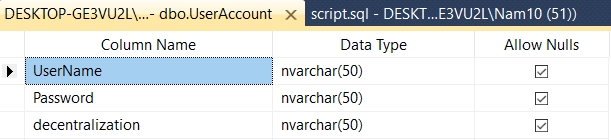 DESKTOP-GE3VU2L\...- dbo.UserAccount script.sql - DESKT...E3VU2L\Nam10 (51))
Column Name Data Type Allow Nulls
UserName nvarchar(50)
Password nvarchar(50)
decentralization nvarchar(50)